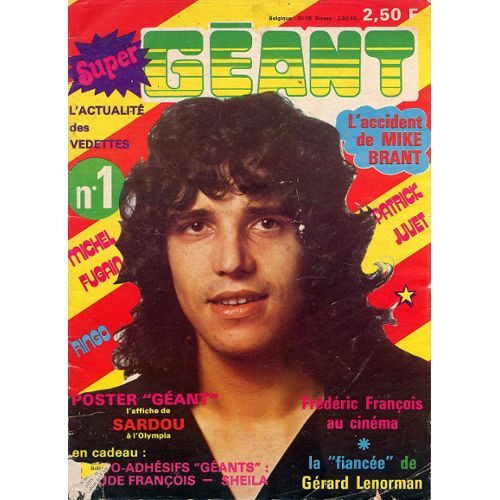 Belgique : 30 FB Suisse : 2,50 FS.
2,50 F
Super
GÉANT
L'ACTUALITÉ
des
VEDETTES
n°1
L'accident
de MIKE
BRANT
MICHEL
FUGAIN
PATRICK
JUVET
RINGO
POSTER "GÉANT"
l'affiche de
SARDOU
à l'Olympia
en cadeau :
O-ADHÉSIFS "GÉANTS" :
UDE FRANÇOIS — SHEILA
Frédéric François
au cinéma
*
la "fiancée" de
Gérard Lenorman